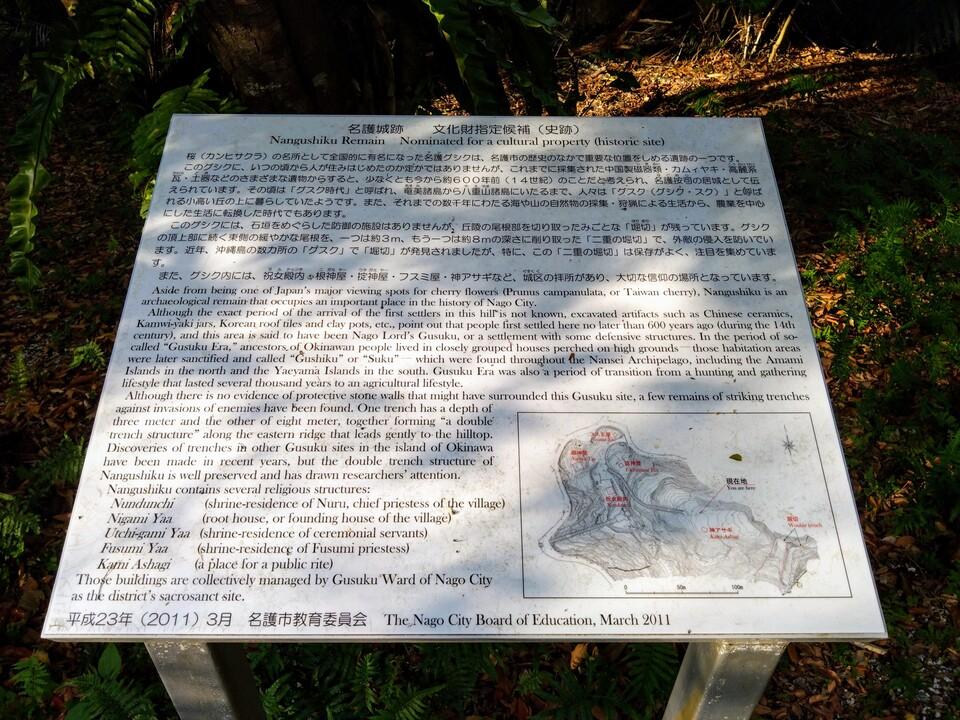 名護城跡　　文化財指定候補（史跡）
Nangushiku Remain　Nominated for a cultural property (historic site)
桜（カンヒサクラ）の名所として全国的に有名になった名護グシクは、名護市の歴史のなかで重要な位置をしめる遺跡の一つです。
このグシクに、いつの頃から人が住みはじめたのか定かではありませんが、これまでに採集された中国製磁器類・カムィヤキ・高麗系
瓦・土器などのさまざまな遺物からすると、少なくとも今から約６００年前（１４世紀）のことだと考えられ、名護按司の居城として伝
えられています。その頃は「グスク時代」と呼ばれ、奄美諸島から八重山諸島にいたるまで、人々は「グスク（グシク・スク）」と呼ば
れる小高い丘の上に暮らしていたようです。また、それまでの数千年にわたる海や山の自然物の採集・狩猟による生活から、農業を中心
にした生活に転換した時代でもあります。
このグシクには、石垣をめぐらした防御の施設はありませんが、丘陵の尾根部を切り取ったみごとな「堀切」が残っています。グシク
の頂上部に続く東側の緩やかな尾根を、一つは約３ｍ、もう一つは約８ｍの深さに削り取った「二重の堀切」で、外敵の侵入を防いでい
ます。近年、沖縄島の数カ所の「グスク」で「堀切」が発見されましたが、特に、この「二重の堀切」は保存がよく、注目を集めていま
す。
また、グシク内には、祝女殿内や根神屋・掟神屋・フスミ屋・神アサギなど、城区の拝所があり、大切な信仰の場所となっています。
Aside from being one of Japan's major viewing spots for cherry flowers (Prunus campanulata, or Taiwan cherry), Nangushiku is an
archaeological remain that occupies an important place in the history of Nago City.
Although the exact period of the arrival of the first settlers in this hill is not known, excavated artifacts such as Chinese ceramics,
Kamwi-yaki jars, Korean roof tiles and clay pots, etc., point out that people first settled here no later than 600 years ago (during the 14th
century), and this area is said to have been Nago Lord's Gusuku, or a settlement with some defensive structures. In the period of so-
called "Gusuku Era," ancestors of Okinawan people lived in closely grouped houses perched on high grounds—those habitation areas
were later sanctified and called "Gushiku" or "Suku"— which were found throughout the Nansei Archipelago, including the Amami
Islands in the north and the Yaeyama Islands in the south. Gusuku Era was also a period of transition from a hunting and gathering
lifestyle that lasted several thousand years to an agricultural lifestyle.
Although there is no evidence of protective stone walls that might have surrounded this Gusuku site, a few remains of striking trenches
against invasions of enemies have been found. One trench has a depth of
three meter and the other of eight meter, together forming "a double
trench structure" along the eastern ridge that leads gently to the hilltop.
Discoveries of trenches in other Gusuku sites in the island of Okinawa
have been made in recent years, but the double trench structure of
Nangushiku is well preserved and has drawn researchers' attention.
Nangushiku contains several religious structures:
Nundunchi (shrine-residence of Nuru, chief priestess of the village)
Nigami Yaa (root house, or founding house of the village)
Utchi-gami Yaa (shrine-residence of ceremonial servants)
Fusumi Yaa (shrine-residence of Fusumi priestess)
Kami Ashagi (a place for a public rite)
Those buildings are collectively managed by Gusuku Ward of Nago City
as the district's sacrosanct site.
現在地
You are here
神アサギ
Kami Ashagi
堀切
0 50m 100m
平成23年（2011）3月　名護市教育委員会　The Nago City Board of Education, March 2011